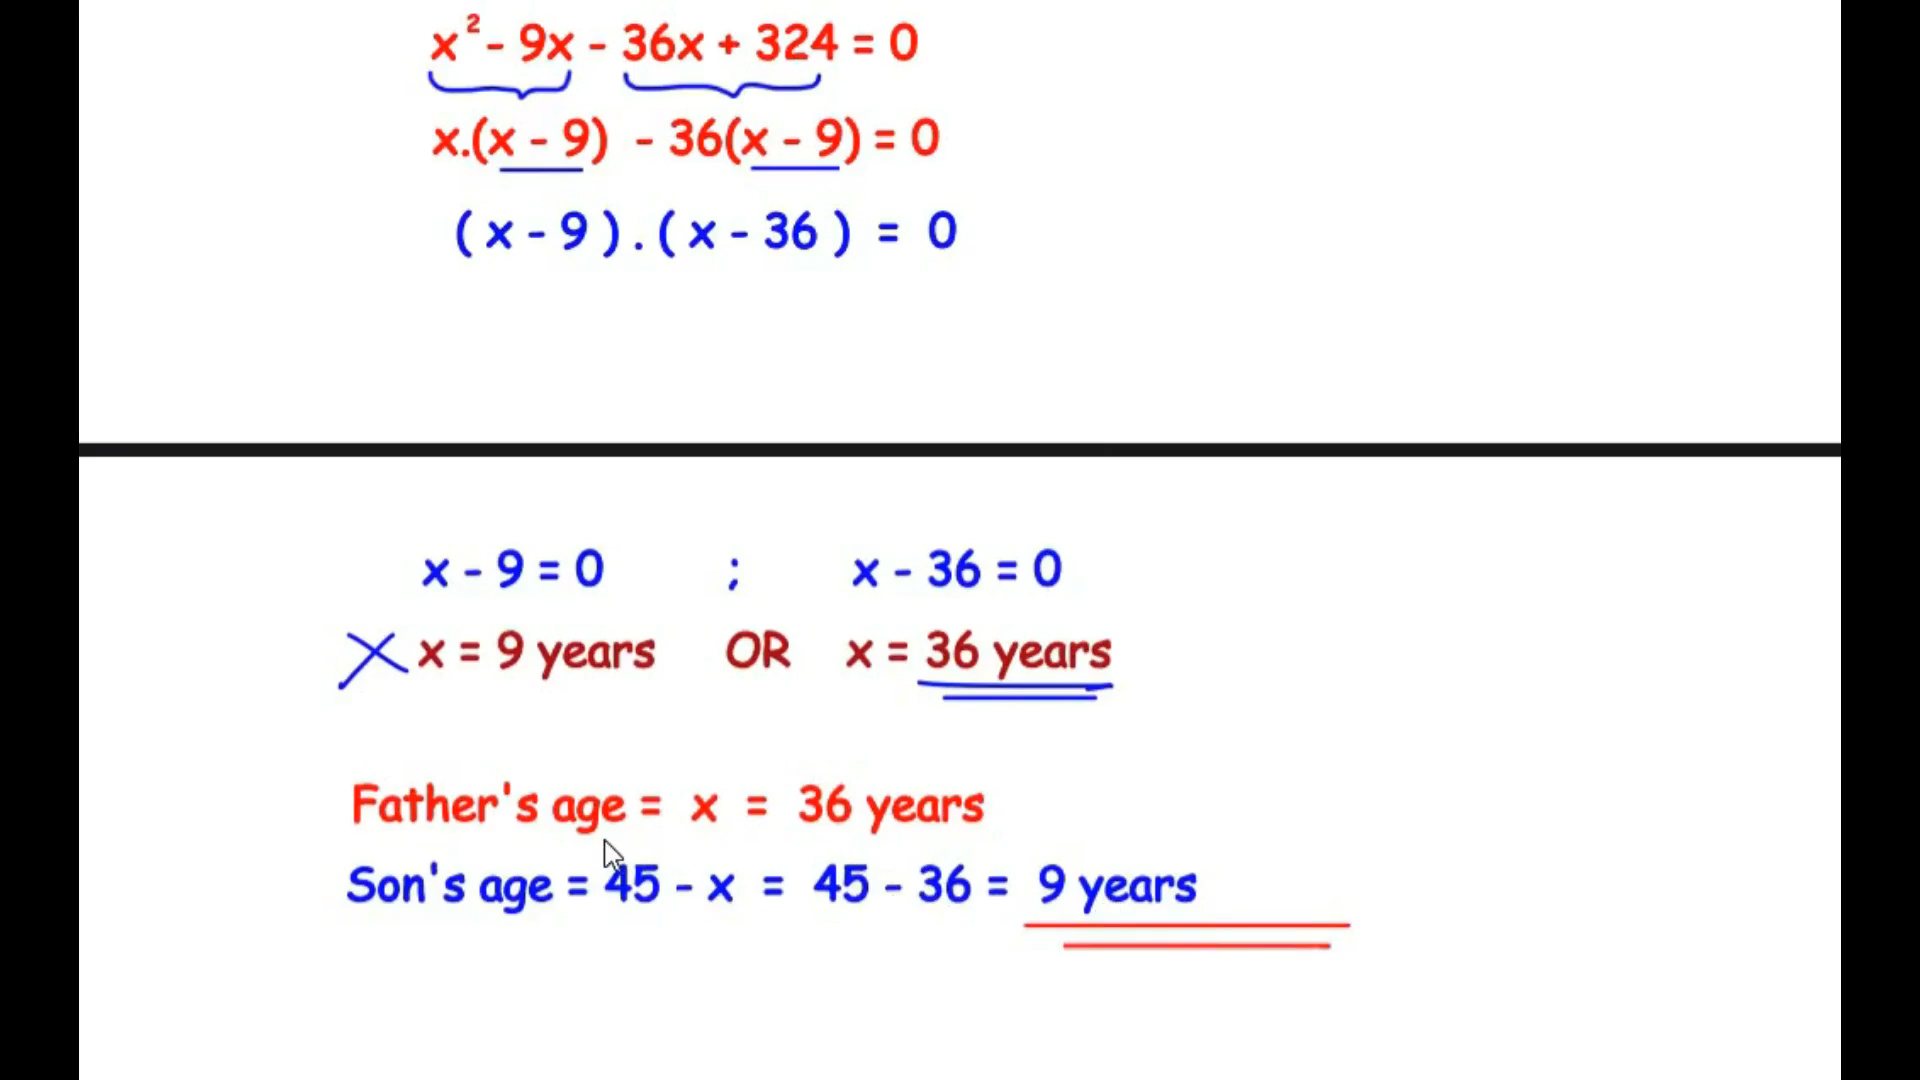 x² - 9x - 36x + 324 = 0
x.(x - 9) - 36(x - 9) = 0
( x - 9 ) . ( x - 36 ) = 0
x - 9 = 0 ; x - 36 = 0
x = 9 years OR x = 36 years
Father's age = x = 36 years
Son's age = 45 - x = 45 - 36 = 9 years